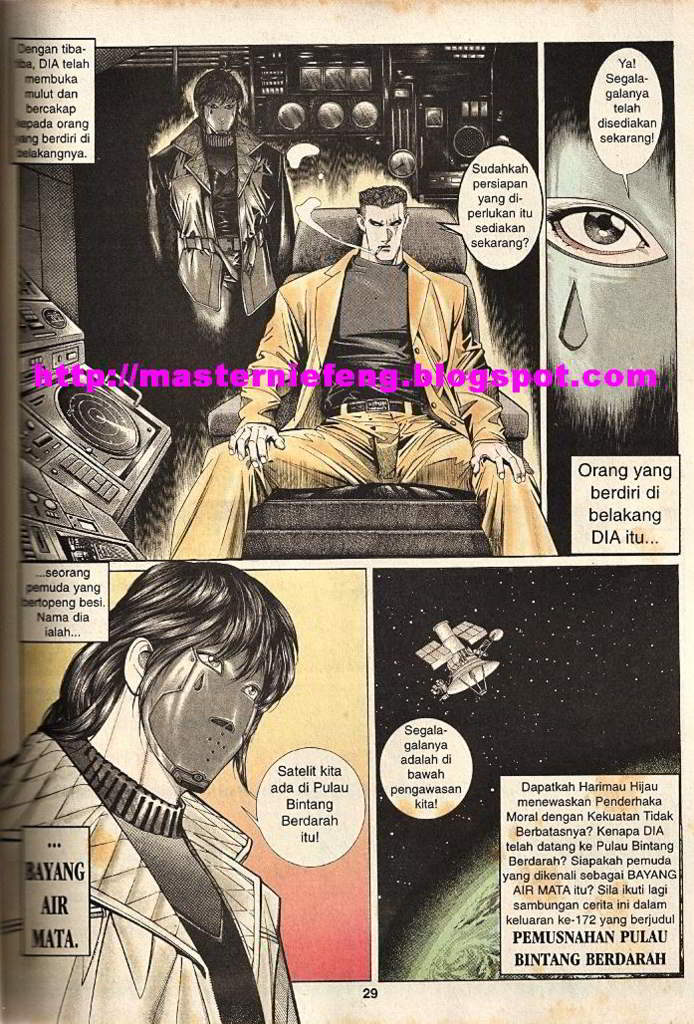 Dengan tiba-
tiba, DIA telah
membuka
mulut dan
bercakap
kepada orang
yang berdiri di
belakangnya.
Sudahkah
persiapan
yang di-
perlukan itu
sediakan
sekarang?
Ya!
Segala-
galanya
telah
disediakan
sekarang!
http://masterniefeng.blogspot.com
Orang yang
berdiri di
belakang
DIA itu...
...seorang
pemuda yang
bertopeng besi.
Nama dia
ialah...
Satelit kita
ada di Pulau
Bintang
Berdarah
itu!
...
BAYANG
AIR
MATA.
Segala-
galanya
adalah di
bawah
pengawasan
kita!
Dapatkah Harimau Hijau
menewaskan Penderhaka
Moral dengan Kekuatan Tidak
Berbatasnya? Kenapa DIA
telah datang ke Pulau Bintang
Berdarah? Siapakah pemuda
yang dikenali sebagai BAYANG
AIR MATA itu? Sila ikuti lagi
sambungan cerita ini dalam
keluaran ke-172 yang berjudul
PEMUSNAHAN PULAU
BINTANG BERDARAH
29